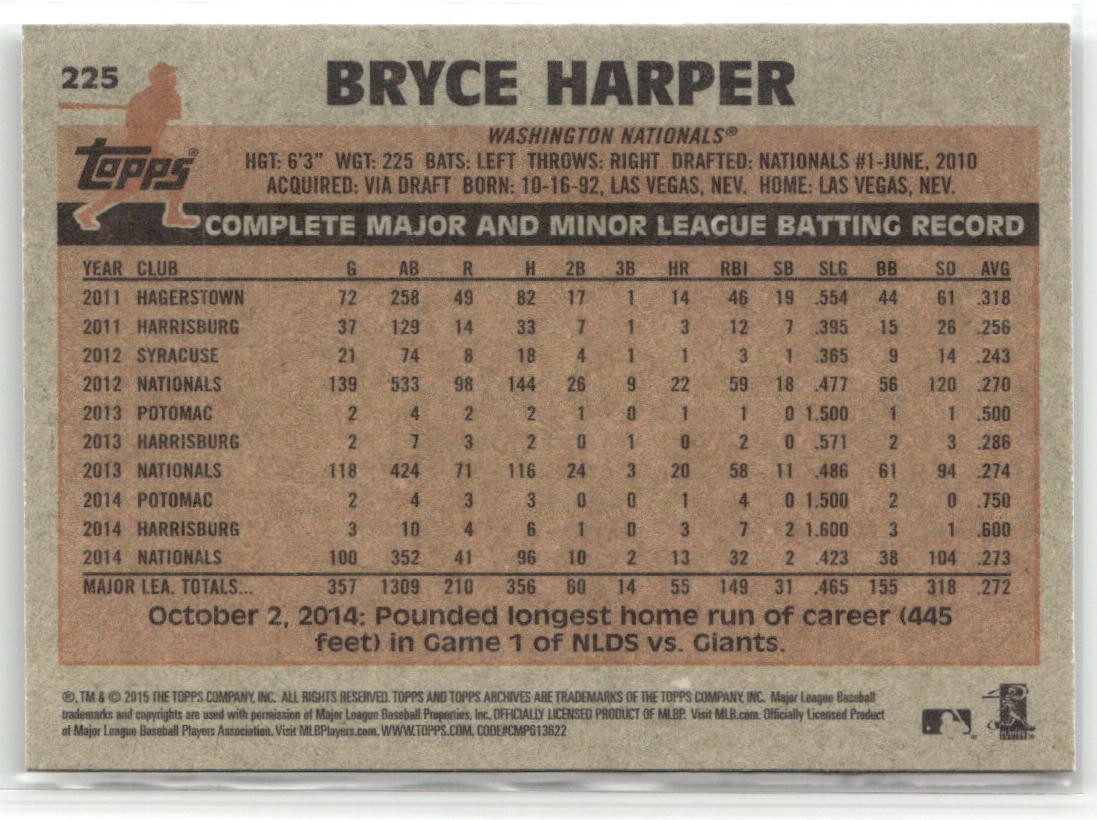 225
BRYCE HARPER
WASHINGTON NATIONALS®
Topps®
HGT: 6'3" WGT: 225 BATS: LEFT THROWS: RIGHT DRAFTED: NATIONALS #1-JUNE, 2010
ACQUIRED: VIA DRAFT BORN: 10-16-92, LAS VEGAS, NEV. HOME: LAS VEGAS, NEV.
COMPLETE MAJOR AND MINOR LEAGUE BATTING RECORD
YEAR CLUB G AB R H 2B 3B HR RBI SB SLG BB SO AVG
2011 HAGERSTOWN 72 258 49 82 17 1 14 46 19 .554 44 61 .318
2011 HARRISBURG 37 129 14 33 7 1 3 12 7 .395 15 26 .256
2012 SYRACUSE 21 74 8 18 4 1 1 3 1 .365 9 14 .243
2012 NATIONALS 139 533 98 144 26 9 22 59 18 .477 56 120 .270
2013 POTOMAC 2 4 2 2 1 0 1 1 0 1.500 1 1 .500
2013 HARRISBURG 2 7 3 2 0 1 0 2 0 .571 2 3 .286
2013 NATIONALS 118 424 71 116 24 3 20 58 11 .486 61 94 .274
2014 POTOMAC 2 4 3 3 0 0 1 4 0 1.500 2 0 .750
2014 HARRISBURG 3 10 4 6 1 0 3 7 2 1.600 3 1 .600
2014 NATIONALS 100 352 41 96 10 2 13 32 2 .423 38 104 .273
MAJOR LEA. TOTALS... 357 1309 210 356 60 14 55 149 31 .465 155 318 .272
October 2, 2014: Pounded longest home run of career (445
feet) in Game 1 of NLDS vs. Giants.
®, TM & © 2015 THE TOPPS COMPANY, INC. ALL RIGHTS RESERVED. TOPPS AND TOPPS ARCHIVES ARE TRADEMARKS OF THE TOPPS COMPANY, INC. Major League Baseball
trademarks and copyrights are used with permission of Major League Baseball Properties, Inc. OFFICIALLY LICENSED PRODUCT OF MLBP. Visit MLB.com. Officially Licensed Product
of Major League Baseball Players Association. Visit MLBPlayers.com. WWW.TOPPS.COM. CODE#CMPG13622